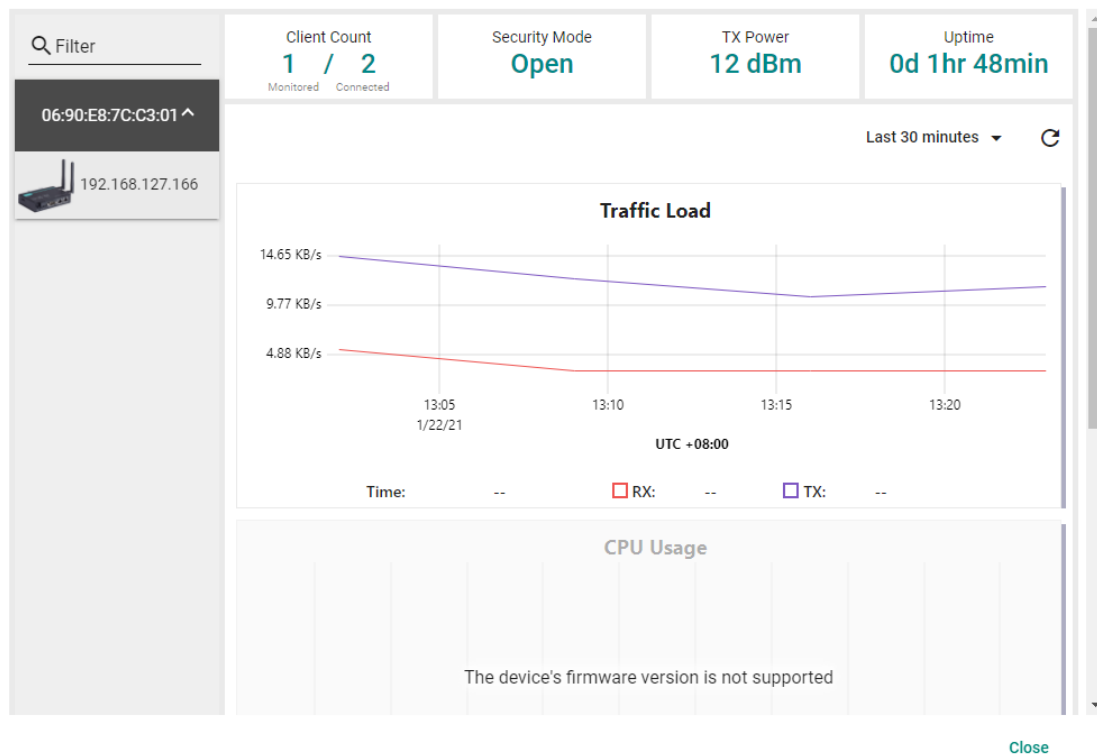 Filter
06:90:E8:7C:C3:01
192.168.127.166
Client Count
1 / 2
Monitored Connected
Security Mode
Open
TX Power
12 dBm
Uptime
0d 1hr 48min
Last 30 minutes
Traffic Load
14.65 KB/s
9.77 KB/s
4.88 KB/s
13:05 13:10 13:15 13:20
1/22/21
UTC +08:00
Time: -- RX: -- TX: --
CPU Usage
The device's firmware version is not supported
Close